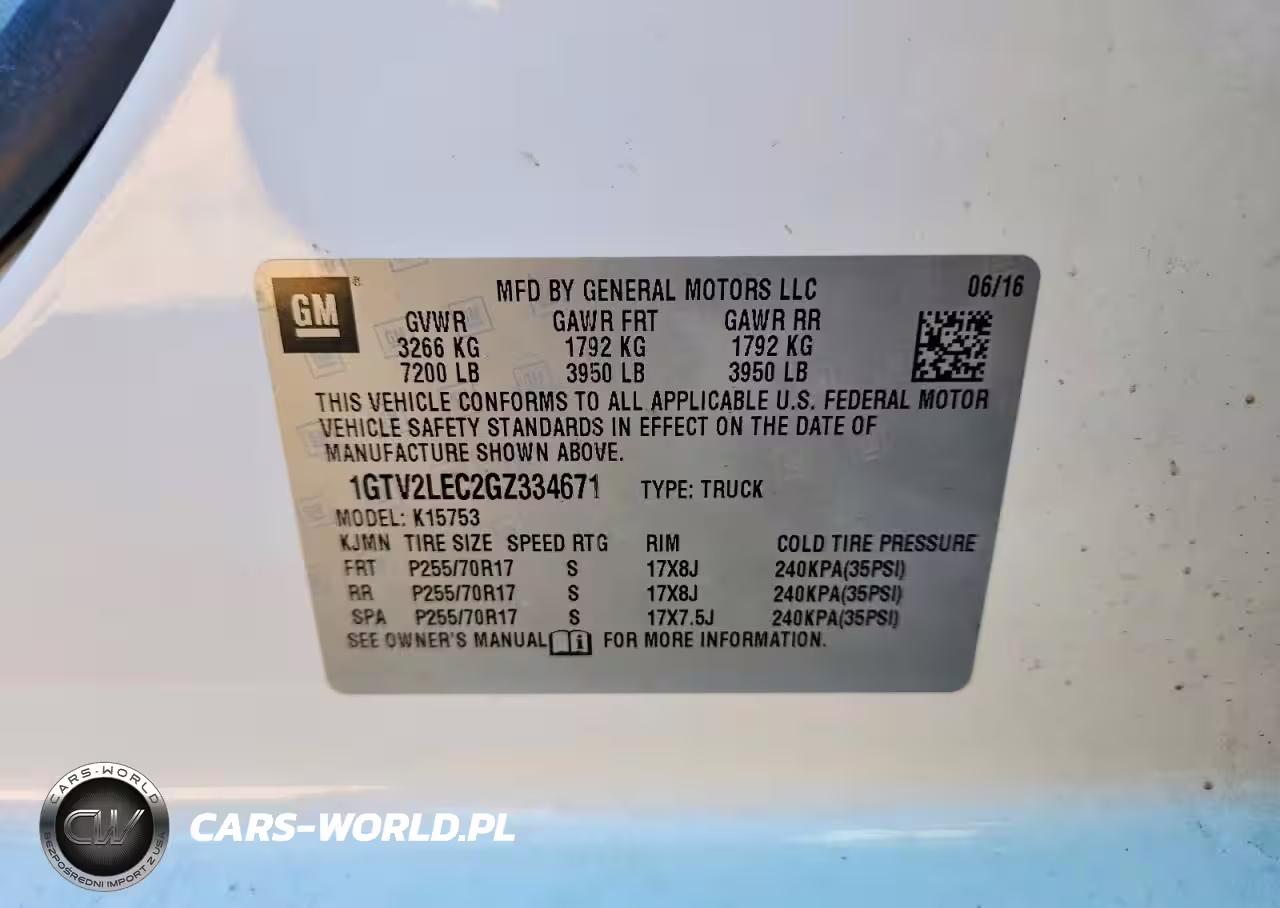 GM
®
MFD BY GENERAL MOTORS LLC 06/16
GVWR GAWR FRT GAWR RR
3266 KG 1792 KG 1792 KG
7200 LB 3950 LB 3950 LB
THIS VEHICLE CONFORMS TO ALL APPLICABLE U.S. FEDERAL MOTOR
VEHICLE SAFETY STANDARDS IN EFFECT ON THE DATE OF
MANUFACTURE SHOWN ABOVE.
1GTV2LEC2GZ334671 TYPE: TRUCK
MODEL: K15753
KJMN TIRE SIZE SPEED RTG RIM COLD TIRE PRESSURE
FRT P255/70R17 S 17X8J 240KPA(35PSI)
RR P255/70R17 S 17X8J 240KPA(35PSI)
SPA P255/70R17 S 17X7.5J 240KPA(35PSI)
SEE OWNER'S MANUAL i FOR MORE INFORMATION.
CARS-WORLD
CW
BEZPOŚREDNI IMPORT Z USA
CARS-WORLD.PL